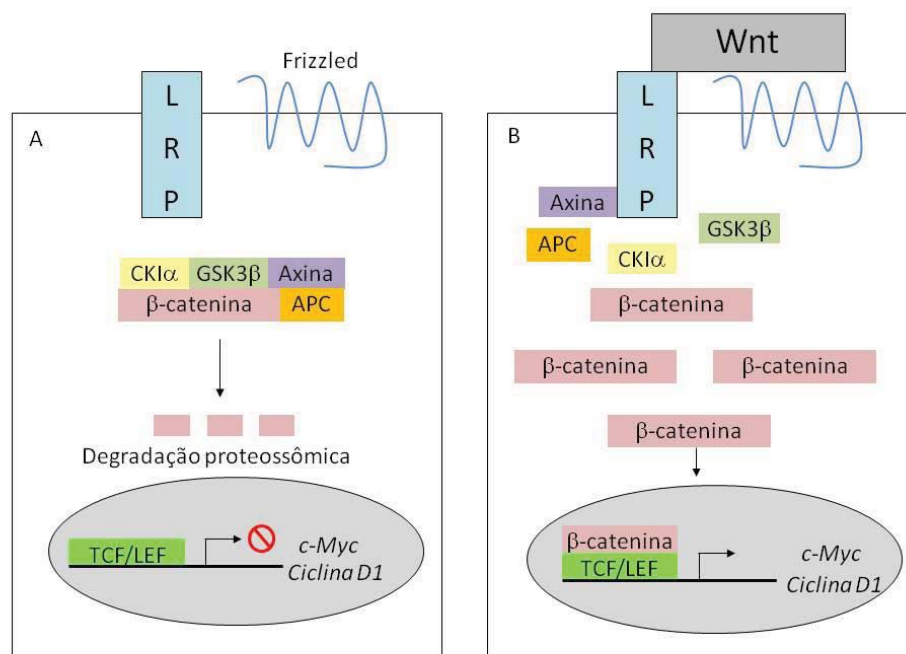 A
Frizzled
L
R
P
CKIα GSK3β Axina
β-catenina APC
Degradação proteossômica
TCF/LEF
c-Myc
Ciclina D1
B
Wnt
L
R
P
Axina
APC
CKIα
GSK3β
β-catenina
β-catenina β-catenina
β-catenina
β-catenina
TCF/LEF
c-Myc
Ciclina D1